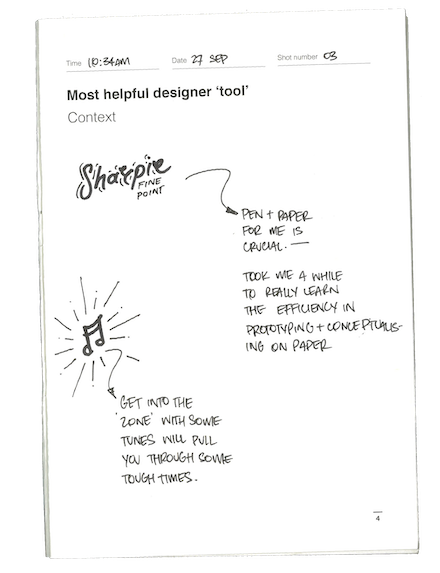 Time 10:34AM Date 27 SEP Shot number 03
Most helpful designer 'tool'
Context
Sharpie
FINE
POINT
PEN + PAPER
FOR ME IS
CRUCIAL. —
TOOK ME A WHILE
TO REALLY LEARN
THE EFFICIENCY IN
PROTOTYPING + CONCEPTUALIS-
ING ON PAPER
GET INTO THE
'ZONE' WITH SOME
TUNES WILL PULL
YOU THROUGH SOME
TOUGH TIMES.
4